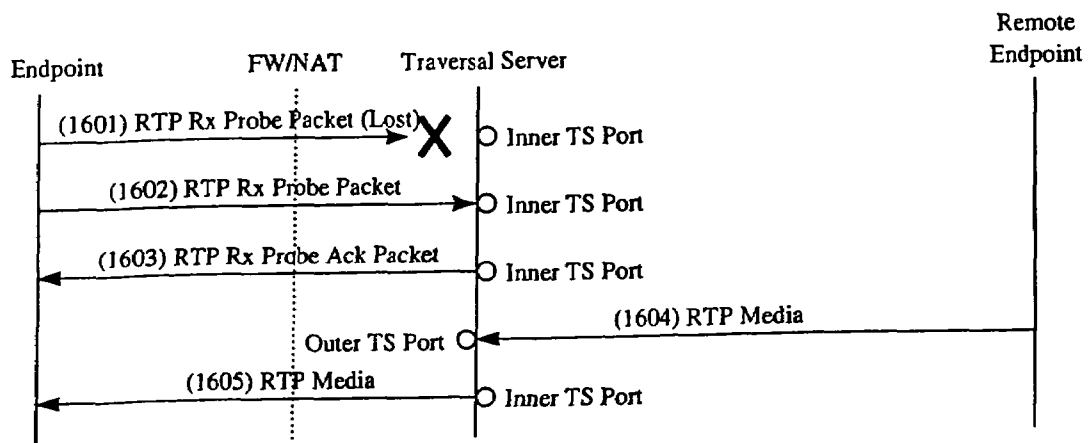 Remote
Endpoint
Endpoint
FW/NAT
Traversal Server
(1601) RTP Rx Probe Packet (Lost)
Inner TS Port
(1602) RTP Rx Probe Packet
Inner TS Port
(1603) RTP Rx Probe Ack Packet
Inner TS Port
(1604) RTP Media
Outer TS Port
(1605) RTP Media
Inner TS Port